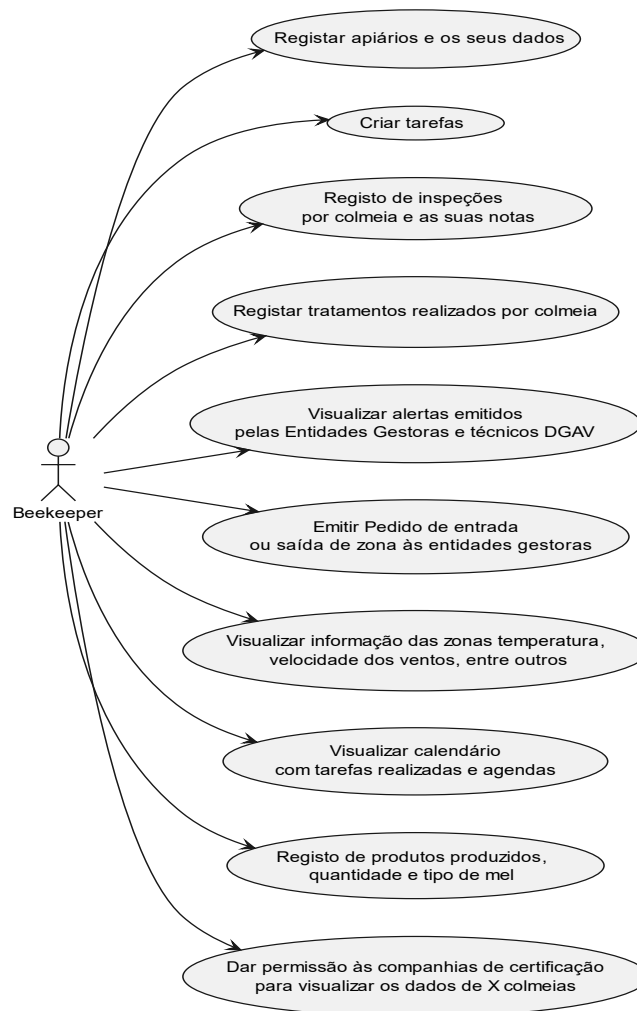 Registar apiários e os seus dados
Criar tarefas
Registo de inspeções
por colmeia e as suas notas
Registar tratamentos realizados por colmeia
Visualizar alertas emitidos
pelas Entidades Gestoras e técnicos DGAV
Beekeeper
Emitir Pedido de entrada
ou saída de zona às entidades gestoras
Visualizar informação das zonas temperatura,
velocidade dos ventos, entre outros
Visualizar calendário
com tarefas realizadas e agendas
Registo de produtos produzidos,
quantidade e tipo de mel
Dar permissão às companhias de certificação
para visualizar os dados de X colmeias